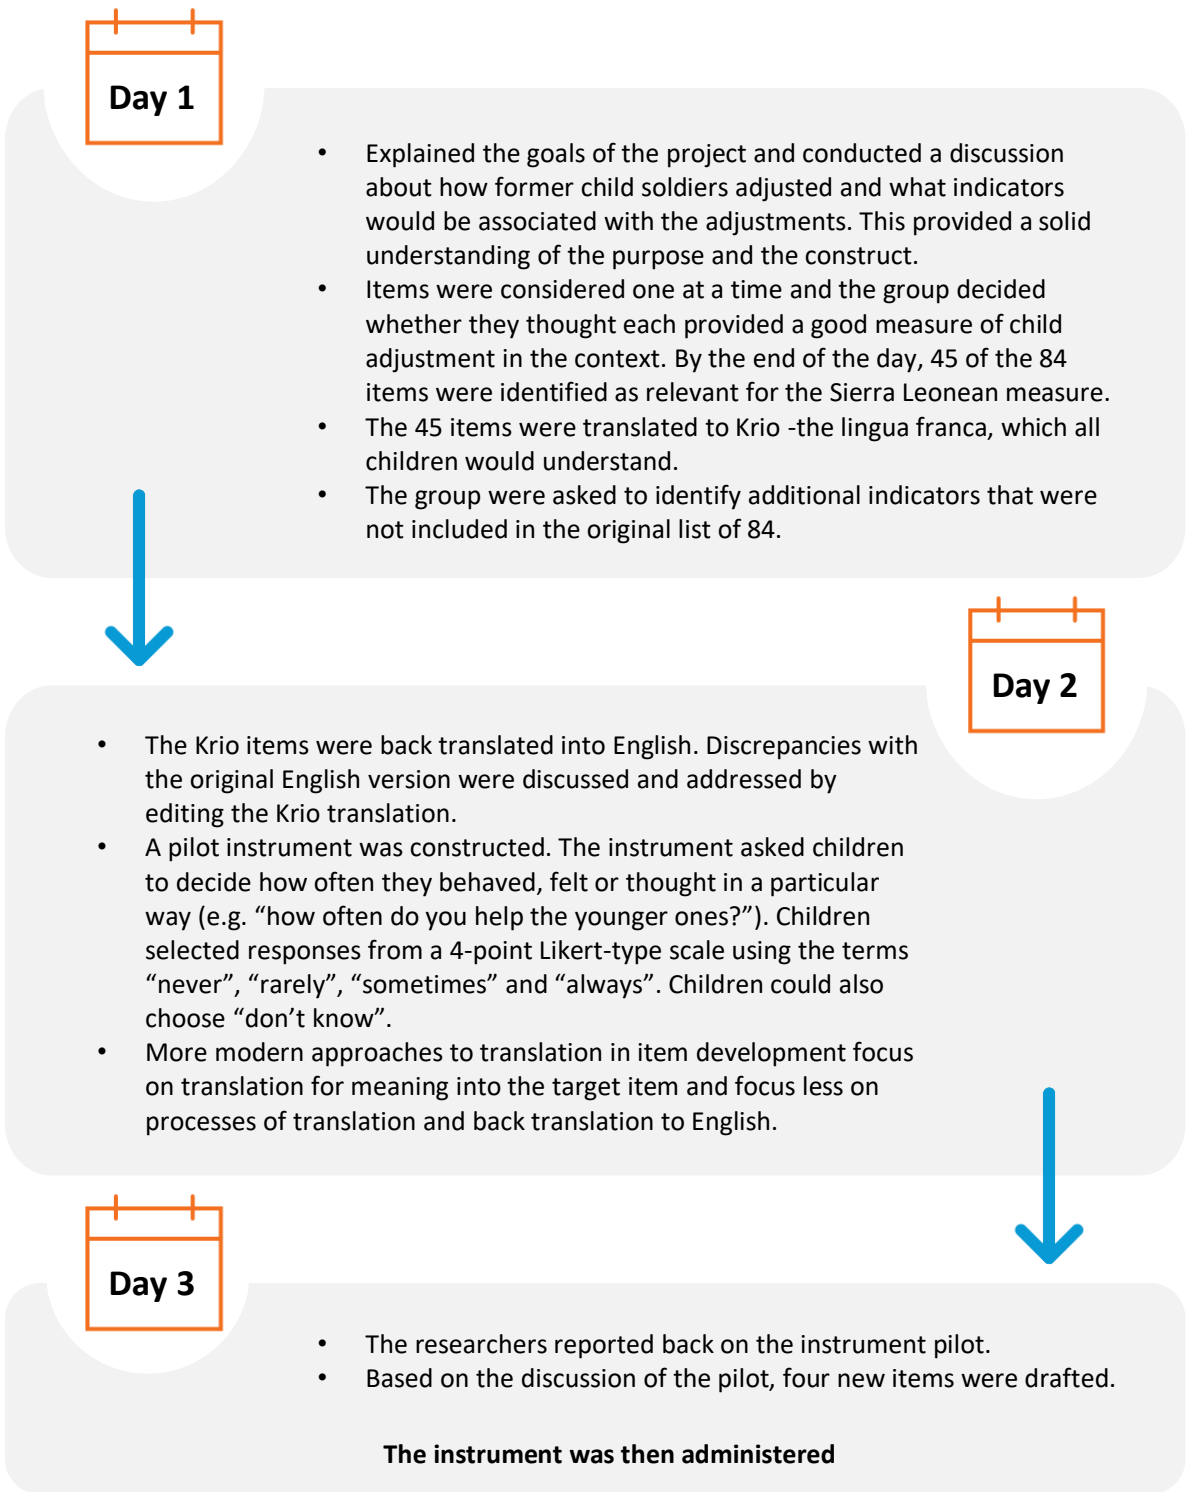 Day 1
• Explained the goals of the project and conducted a discussion
about how former child soldiers adjusted and what indicators
would be associated with the adjustments. This provided a solid
understanding of the purpose and the construct.
• Items were considered one at a time and the group decided
whether they thought each provided a good measure of child
adjustment in the context. By the end of the day, 45 of the 84
items were identified as relevant for the Sierra Leonean measure.
• The 45 items were translated to Krio -the lingua franca, which all
children would understand.
• The group were asked to identify additional indicators that were
not included in the original list of 84.
Day 2
• The Krio items were back translated into English. Discrepancies with
the original English version were discussed and addressed by
editing the Krio translation.
• A pilot instrument was constructed. The instrument asked children
to decide how often they behaved, felt or thought in a particular
way (e.g. “how often do you help the younger ones?”). Children
selected responses from a 4-point Likert-type scale using the terms
“never”, “rarely”, “sometimes” and “always”. Children could also
choose “don’t know”.
• More modern approaches to translation in item development focus
on translation for meaning into the target item and focus less on
processes of translation and back translation to English.
Day 3
• The researchers reported back on the instrument pilot.
• Based on the discussion of the pilot, four new items were drafted.
The instrument was then administered